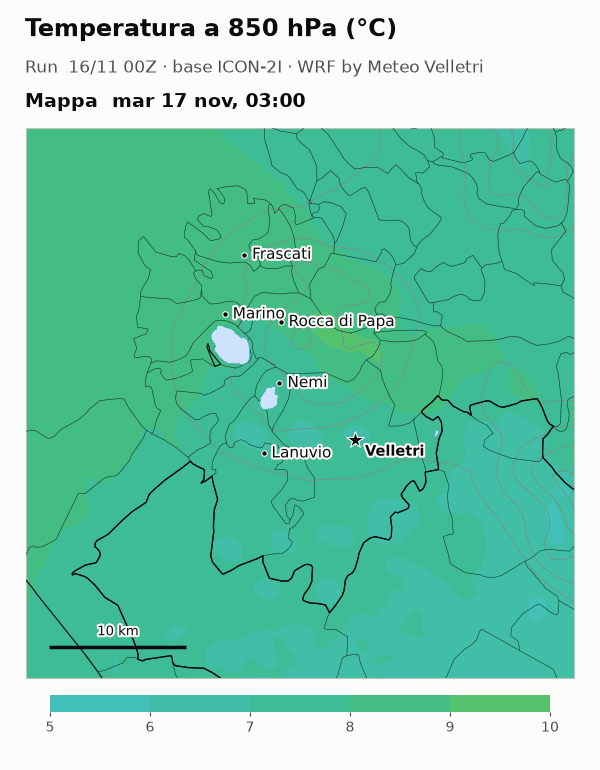 Temperatura a 850 hPa (°C)
Run  16/11 00Z · base ICON-2I · WRF by Meteo Velletri
Mappa  mar 17 nov, 03:00
Frascati
Marino
Rocca di Papa
Nemi
Velletri
Lanuvio
10 km
5 6 7 8 9 10